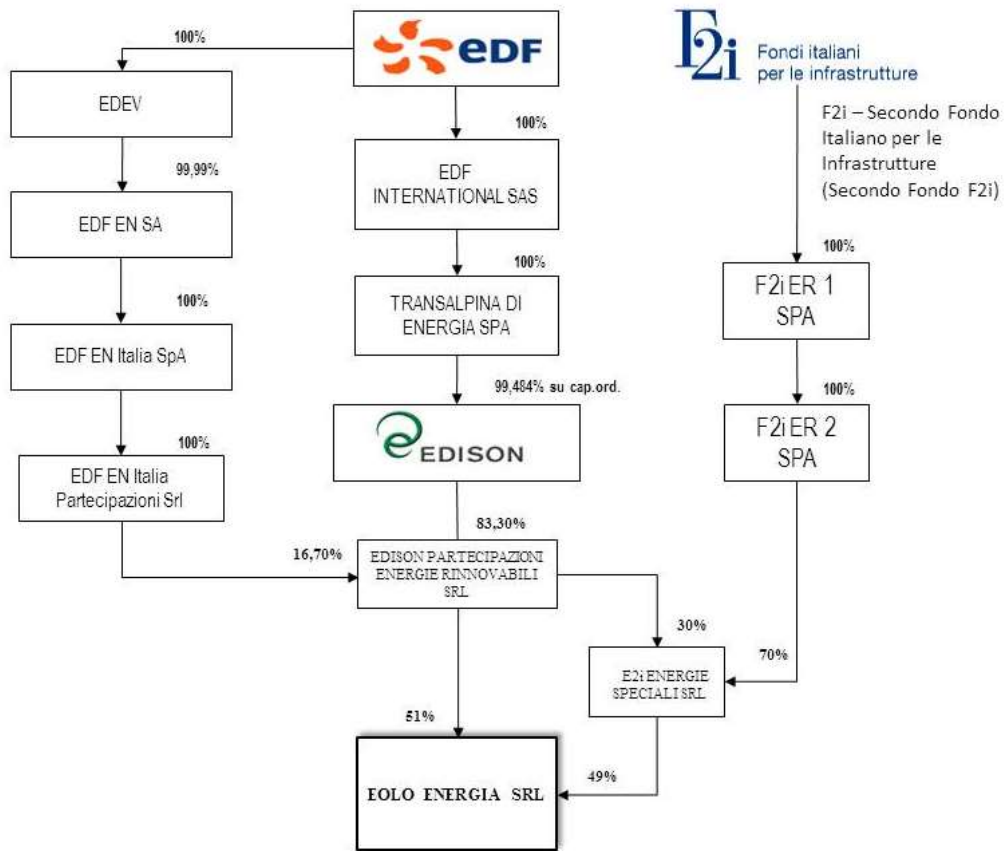 100%
eDF
F2i
Fondi italiani
per le infrastrutture
EDEV
F2i – Secondo Fondo
Italiano per le
Infrastrutture
(Secondo Fondo F2i)
100%
99,99%
EDF
INTERNATIONAL SAS
EDF EN SA
100%
100%
100%
TRANSALPINA DI
ENERGIA SPA
F2i ER 1
SPA
EDF EN Italia SpA
99,484% su cap.ord.
100%
100%
EDISON
F2i ER 2
SPA
EDF EN Italia
Partecipazioni Srl
83,30%
16,70%
EDISON PARTECIPAZIONI
ENERGIE RINNOVABILI
SRL
30%
70%
E2i ENERGIE
SPECIALI SRL
51%
49%
EOLO ENERGIA SRL